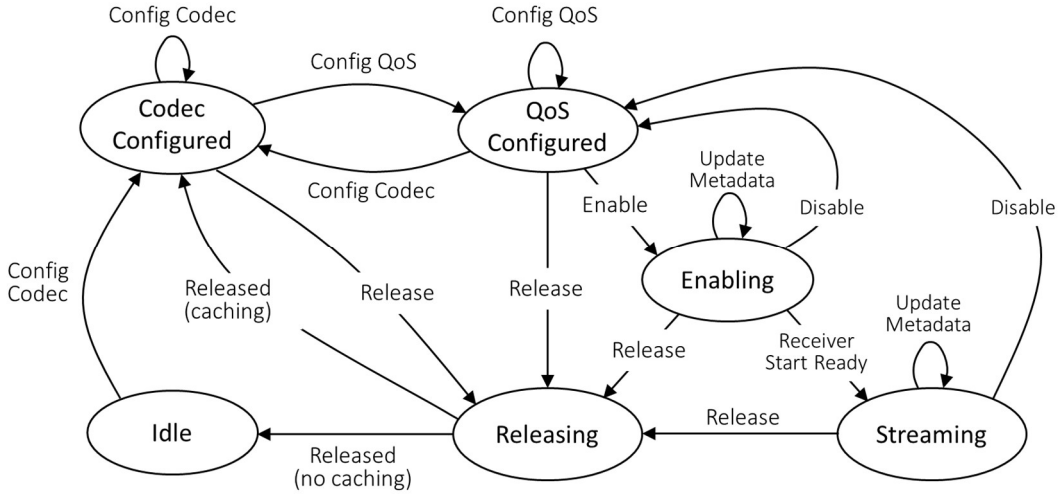 Config Codec
Config QoS
Config QoS
Codec
Configured
QoS
Configured
Update
Metadata
Config Codec
Enable
Disable
Disable
Config
Codec
Released
(caching)
Release
Release
Enabling
Update
Metadata
Release
Receiver
Start Ready
Idle
Releasing
Release
Streaming
Released
(no caching)